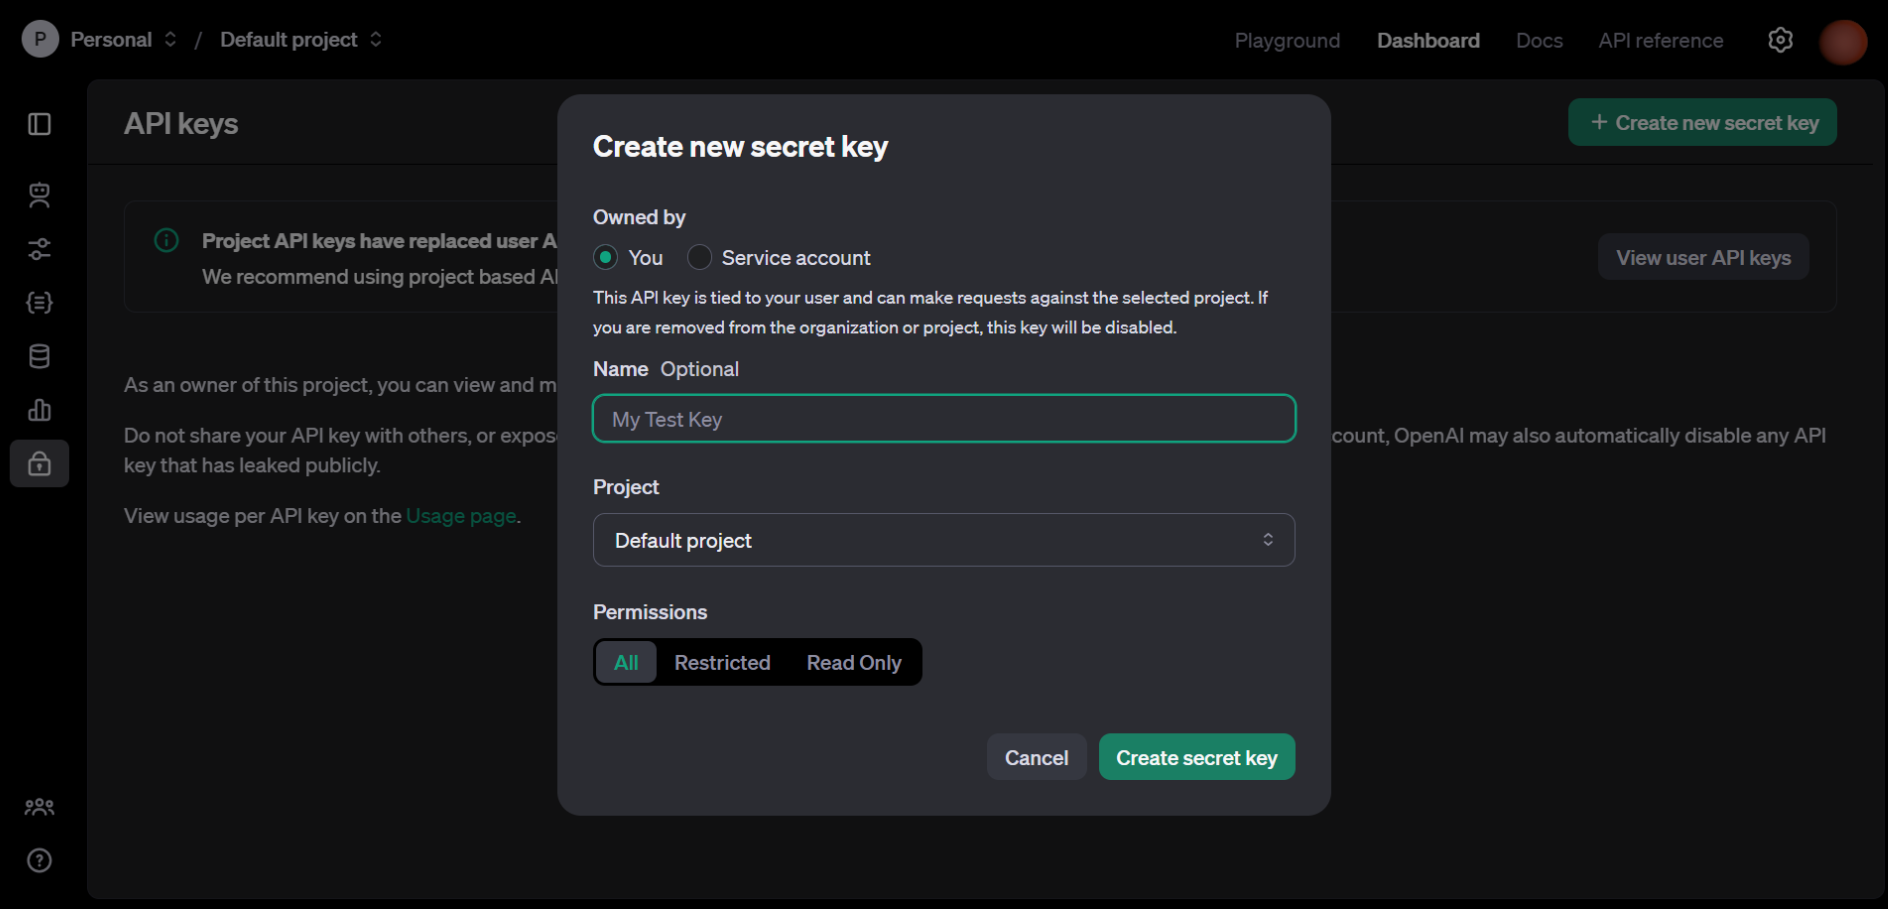 P Personal / Default project
Playground Dashboard Docs API reference
API keys
+ Create new secret key
Project API keys have replaced user A
We recommend using project based AI
View user API keys
As an owner of this project, you can view and m
Do not share your API key with others, or expos
count, OpenAI may also automatically disable any API
key that has leaked publicly.
View usage per API key on the Usage page.
Create new secret key
Owned by
You Service account
This API key is tied to your user and can make requests against the selected project. If
you are removed from the organization or project, this key will be disabled.
Name Optional
My Test Key
Project
Default project
Permissions
All Restricted Read Only
Cancel Create secret key